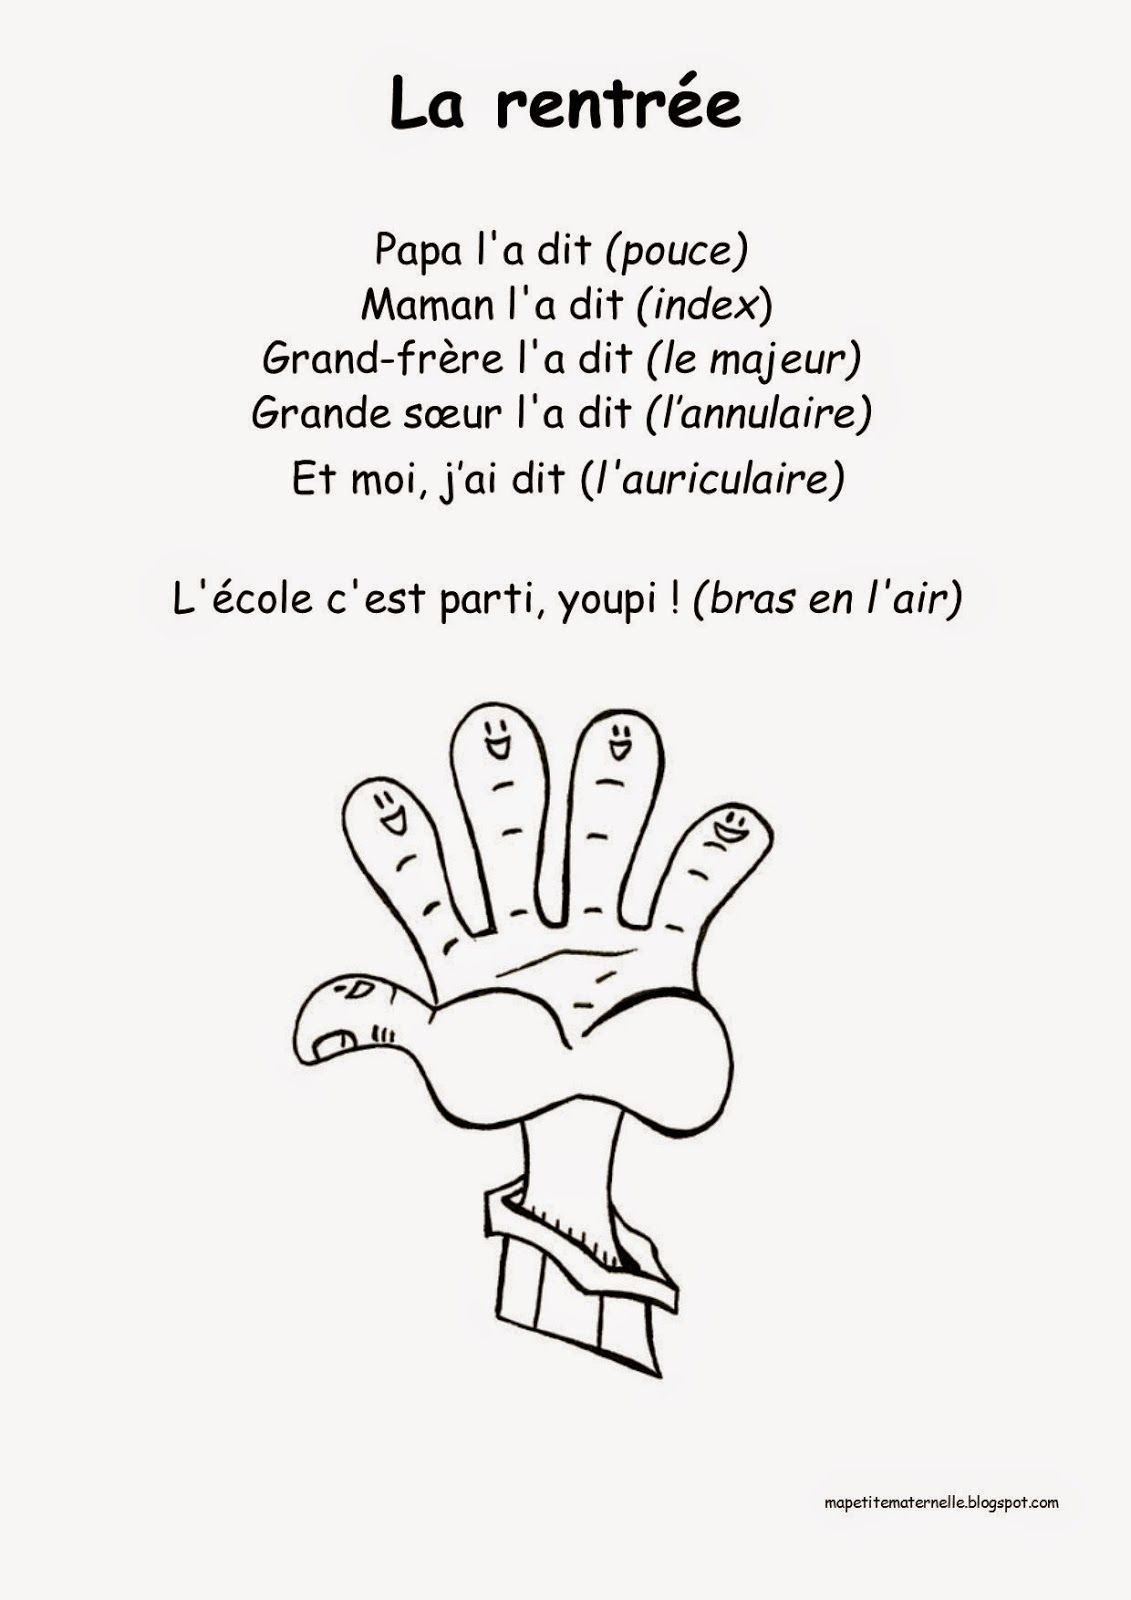 La rentrée
Papa l'a dit (pouce)
Maman l'a dit (index)
Grand-frère l'a dit (le majeur)
Grande sœur l'a dit (l’annulaire)
Et moi, j’ai dit (l'auriculaire)
L'école c'est parti, youpi ! (bras en l'air)
mapetitematernelle.blogspot.com